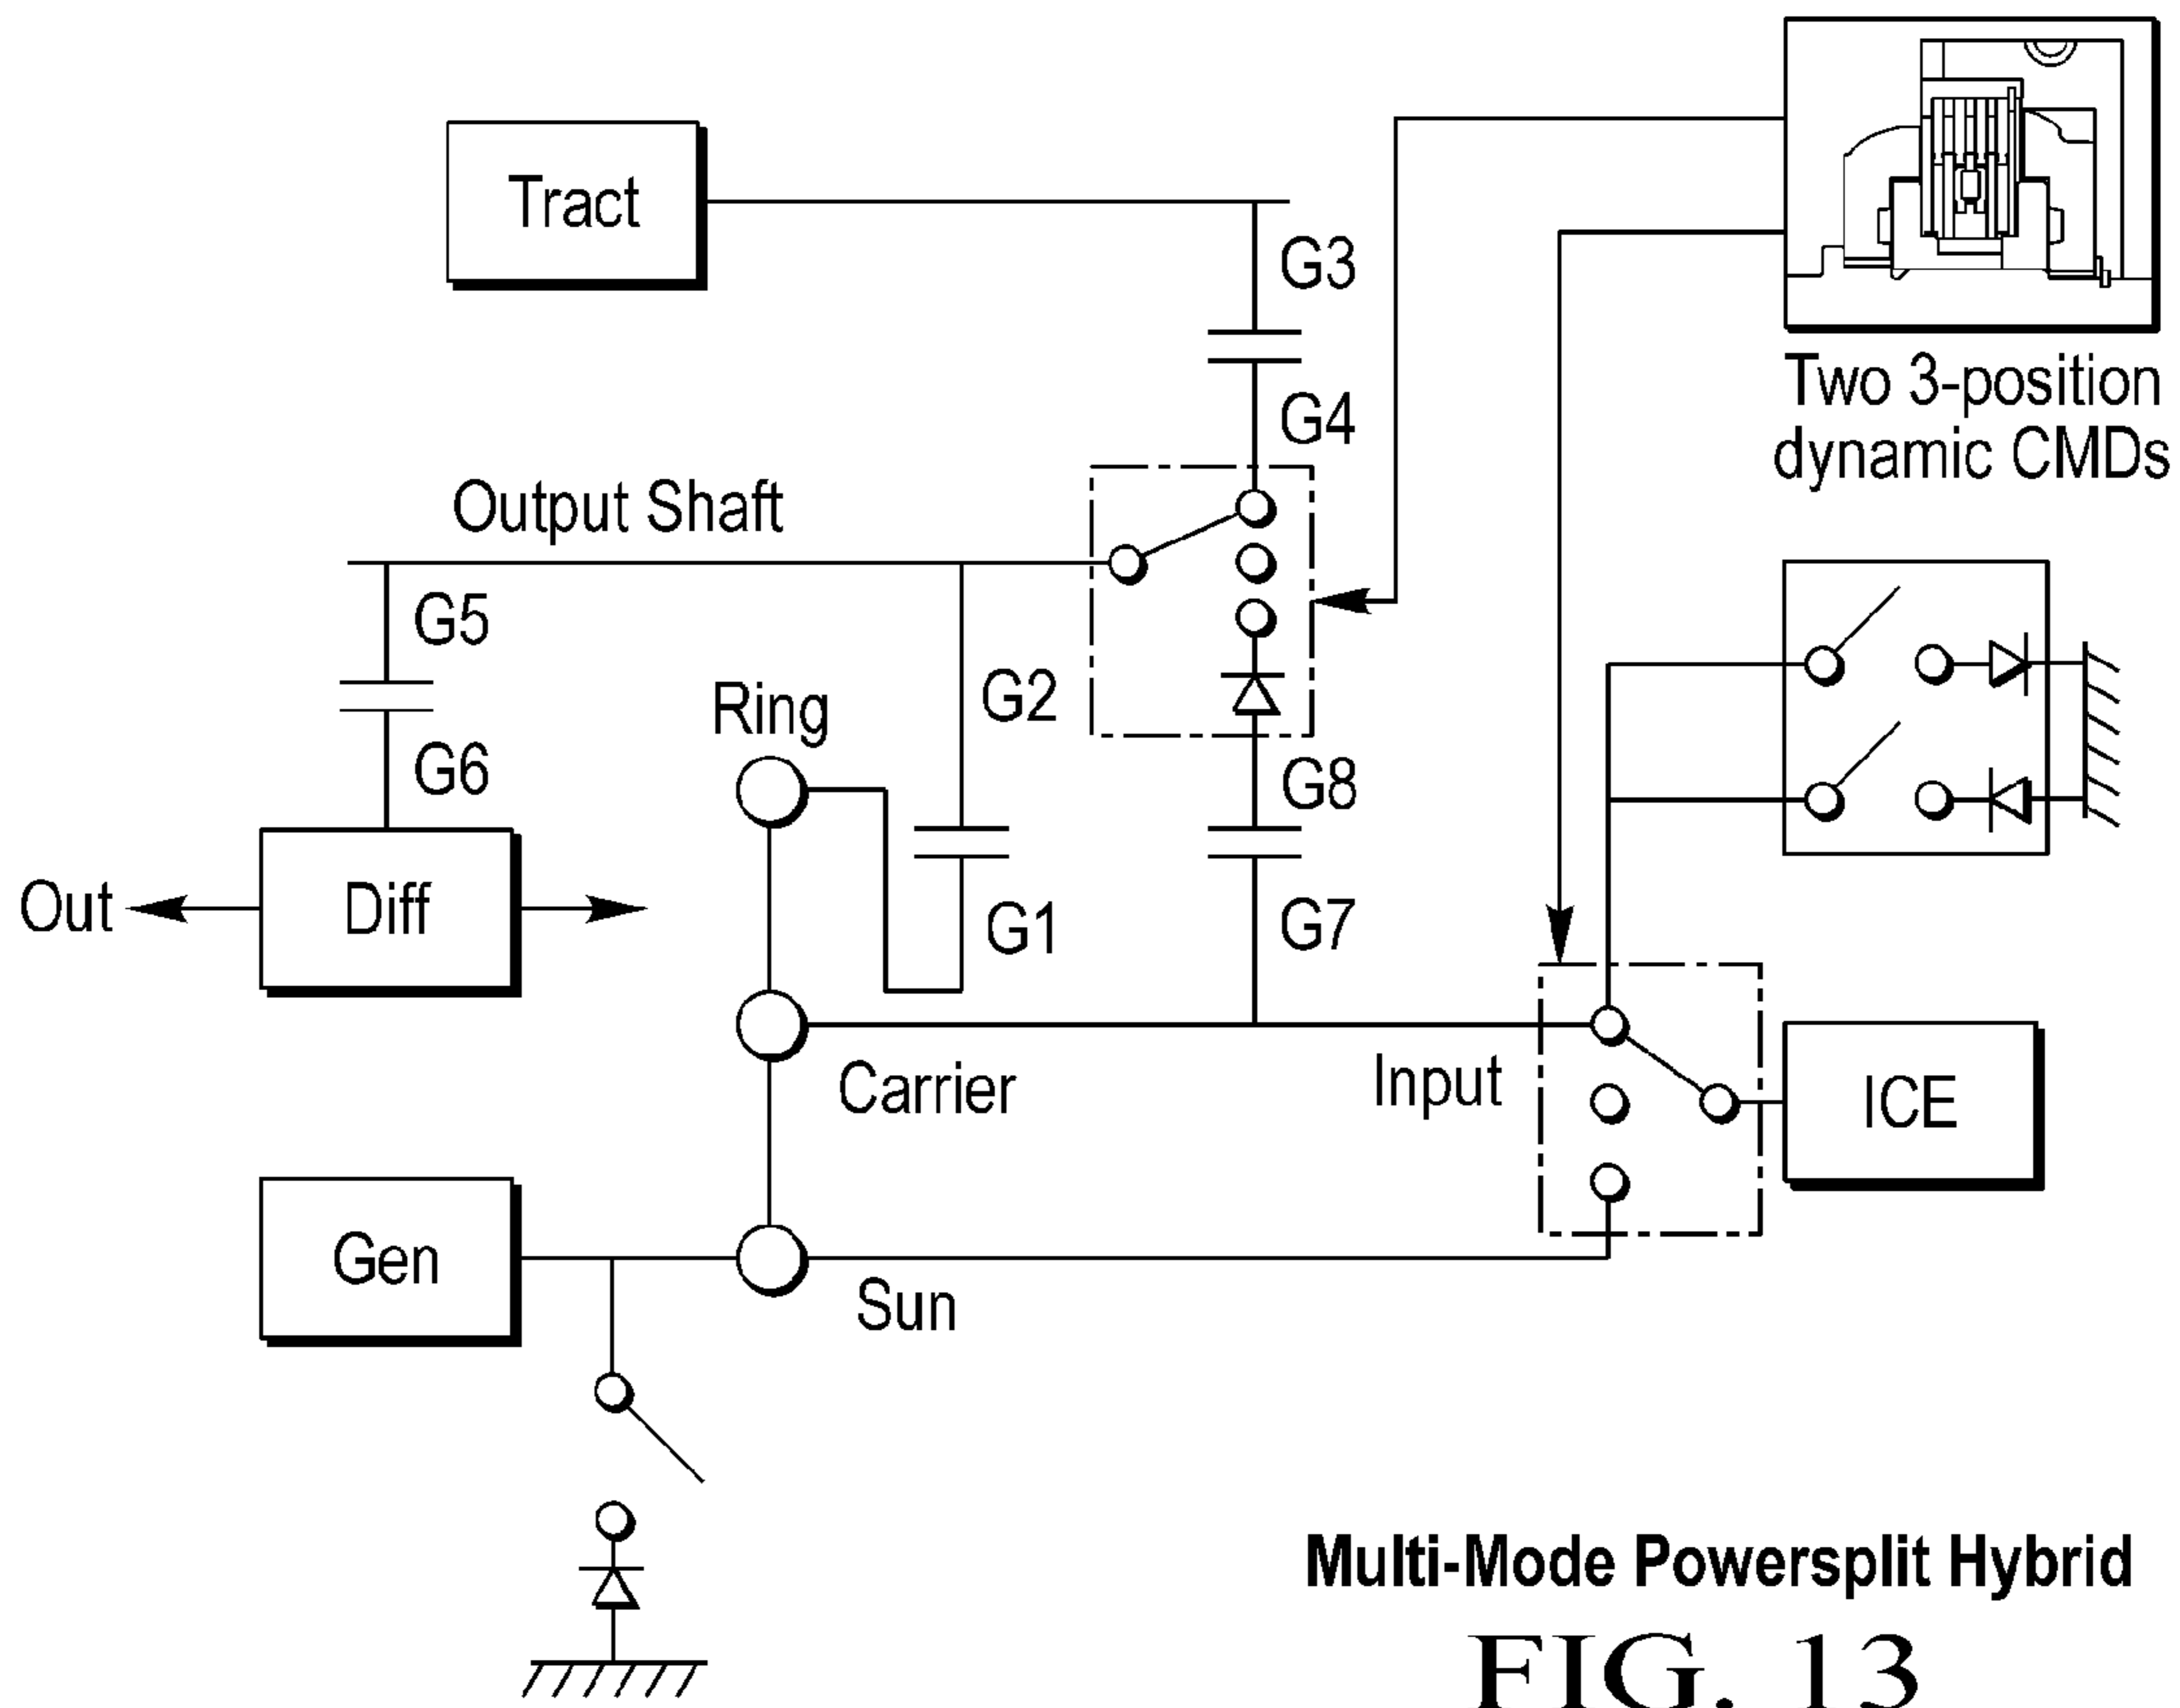 Tract
G3
Two 3-position
dynamic CMDs
G4
Output Shaft
G5
G2
Ring
G6
G8
Out
Diff
G1
G7
Carrier
Input
ICE
Gen
Sun
Multi-Mode Powersplit Hybrid
FIG. 13